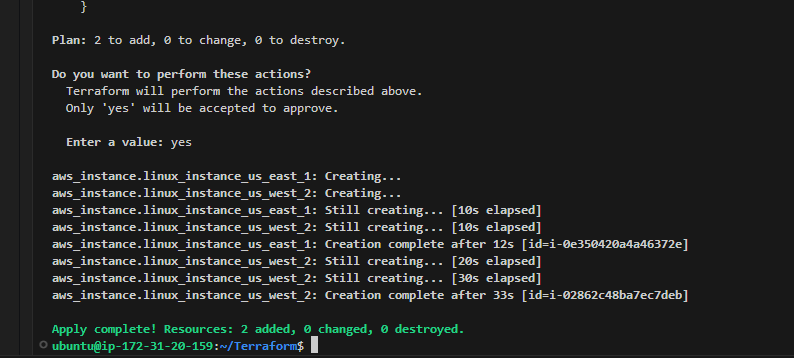 }
Plan: 2 to add, 0 to change, 0 to destroy.
Do you want to perform these actions?
Terraform will perform the actions described above.
Only 'yes' will be accepted to approve.
Enter a value: yes
aws_instance.linux_instance_us_east_1: Creating...
aws_instance.linux_instance_us_west_2: Creating...
aws_instance.linux_instance_us_east_1: Still creating... [10s elapsed]
aws_instance.linux_instance_us_west_2: Still creating... [10s elapsed]
aws_instance.linux_instance_us_east_1: Creation complete after 12s [id=i-0e350420a4a46372e]
aws_instance.linux_instance_us_west_2: Still creating... [20s elapsed]
aws_instance.linux_instance_us_west_2: Still creating... [30s elapsed]
aws_instance.linux_instance_us_west_2: Creation complete after 33s [id=i-02862c48ba7ec7deb]
Apply complete! Resources: 2 added, 0 changed, 0 destroyed.
ubuntu@ip-172-31-20-159:~/Terraform$